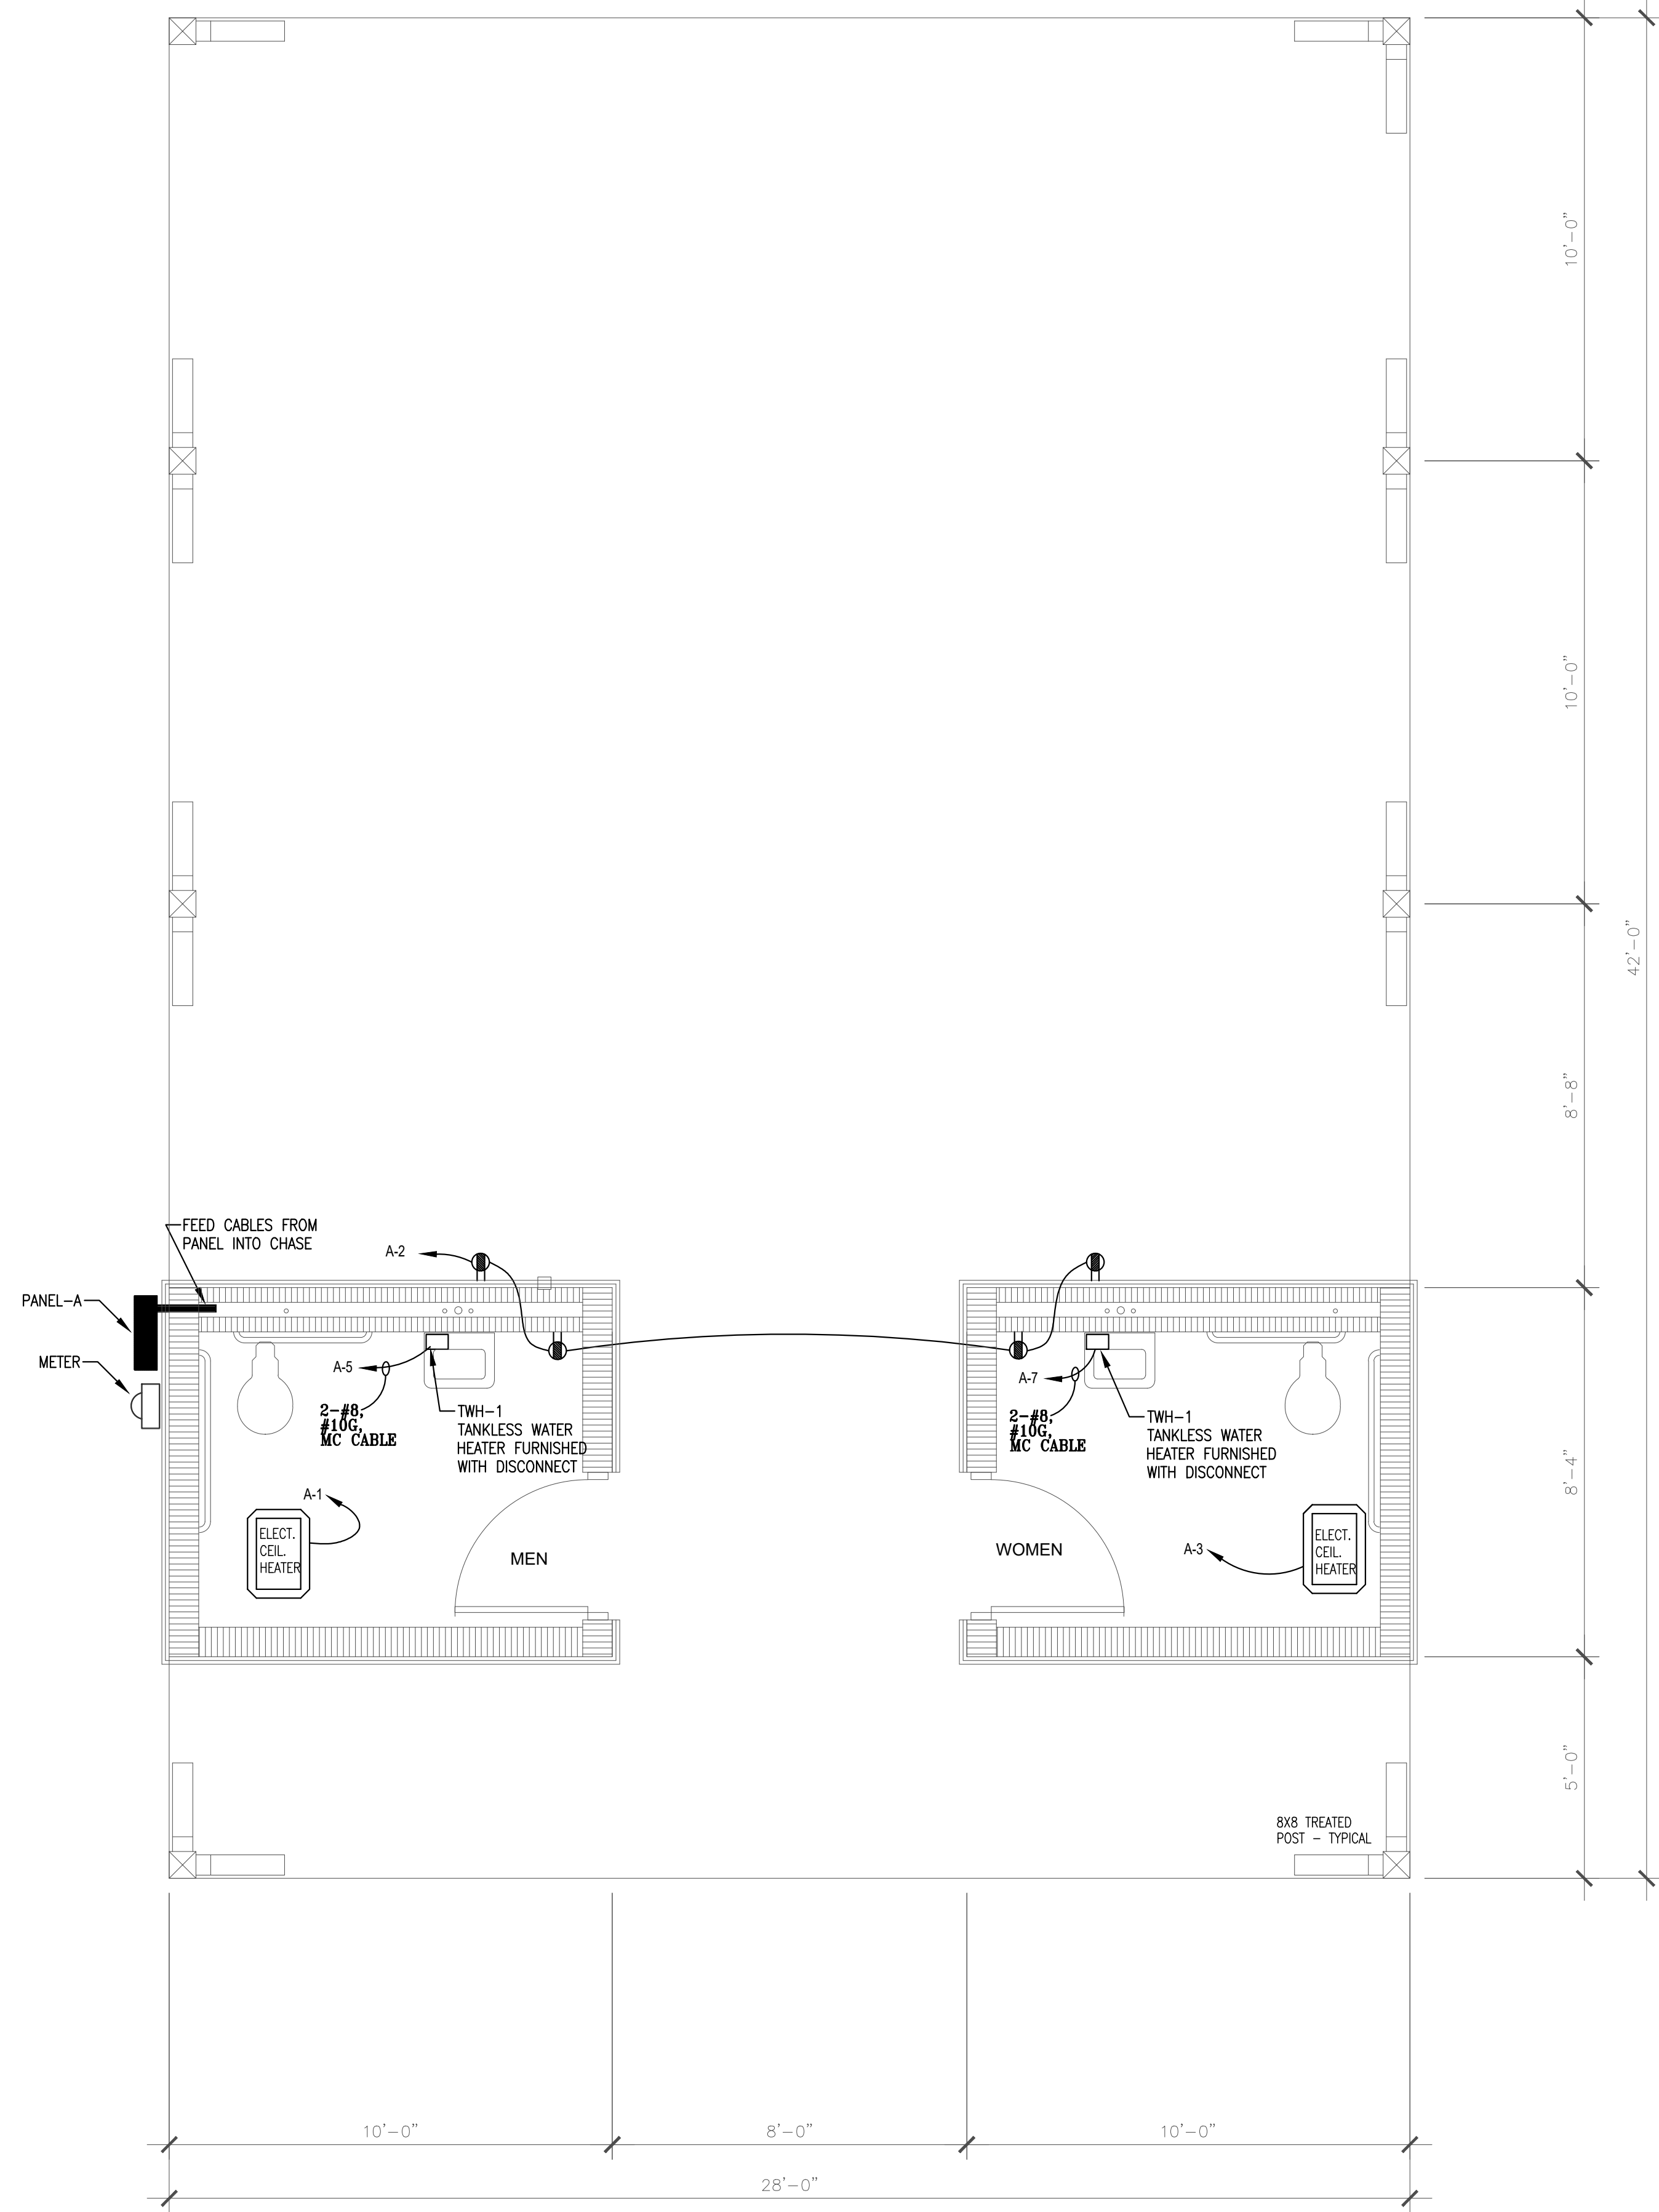 10'-0"
10'-0"
42'-0"
8'-8"
FEED CABLES FROM
PANEL INTO CHASE
A-2
PANEL-A
METER
A-5
2-#8,
#10G,
MC CABLE
TWH-1
TANKLESS WATER
HEATER FURNISHED
WITH DISCONNECT
A-7
2-#8,
#10G,
MC CABLE
TWH-1
TANKLESS WATER
HEATER FURNISHED
WITH DISCONNECT
8'-4"
A-1
ELECT.
CEIL.
HEATER
MEN
WOMEN
A-3
ELECT.
CEIL.
HEATER
5'-0"
8X8 TREATED
POST - TYPICAL
10'-0"
8'-0"
10'-0"
28'-0"